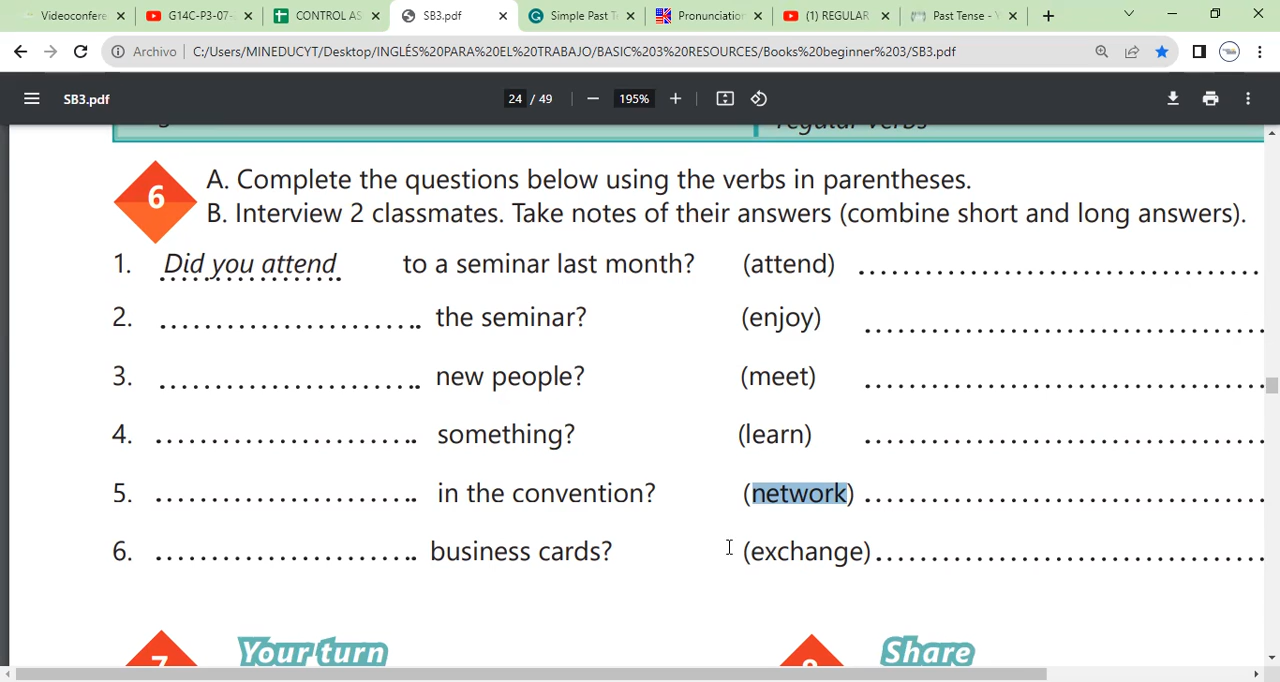 Videoconfere
G14C-P3-07-
CONTROL AS
SB3.pdf
Simple Past T
Pronunciation
(1) REGULAR
Past Tense - Y
Archivo C:/Users/MINEDUCYT/Desktop/INGLÉS%20PARA%20EL%20TRABAJO/BASIC%203%20RESOURCES/Books%20beginner%203/SB3.pdf
SB3.pdf 24 / 49 195%
regular verbs
6 A. Complete the questions below using the verbs in parentheses.
B. Interview 2 classmates. Take notes of their answers (combine short and long answers).
1. Did you attend to a seminar last month? (attend) ..............................
2. ........................ the seminar? (enjoy) ..............................
3. ........................ new people? (meet) ..............................
4. ........................ something? (learn) ..............................
5. ........................ in the convention? (network) ..............................
6. ........................ business cards? (exchange) ..............................
7 Your turn
Share